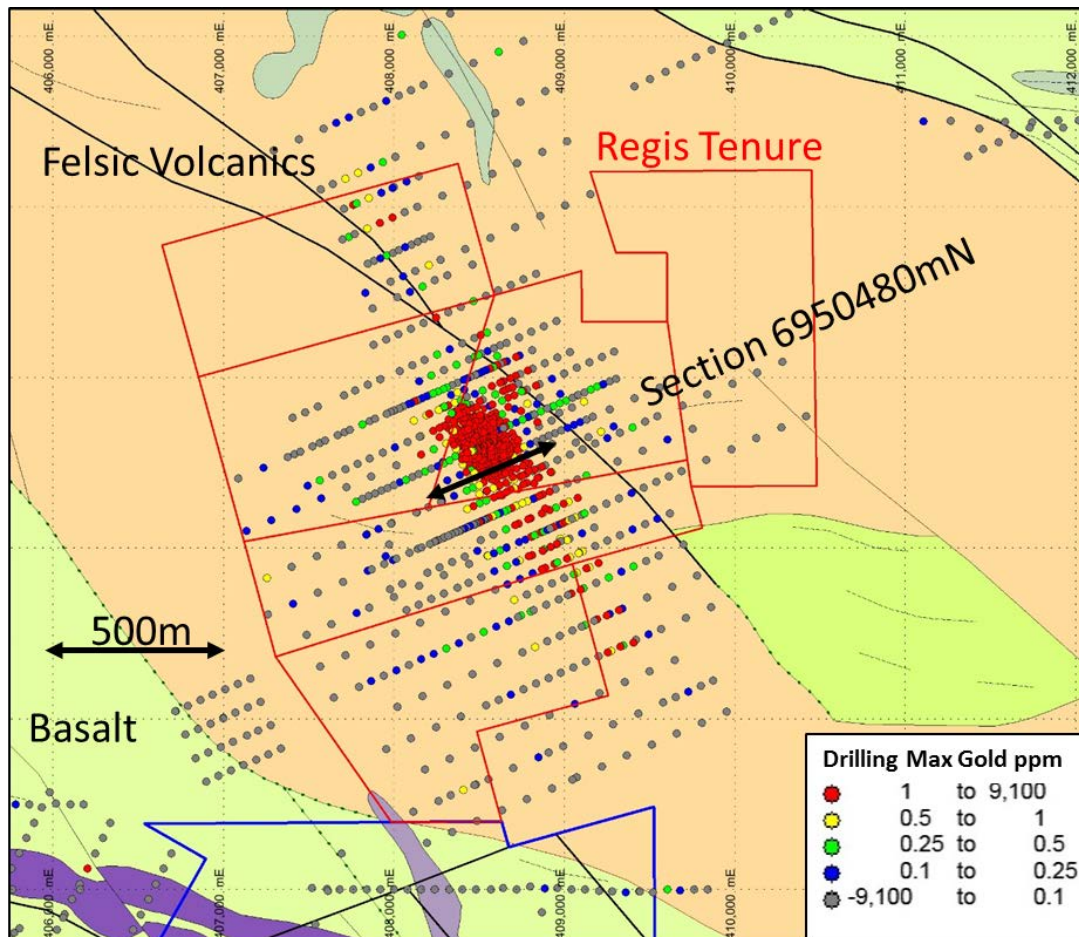 406,000 mE
407,000 mE
408,000 mE
409,000 mE
410,000 mE
411,000 mE
412,000
Felsic Volcanics
Regis Tenure
Section 6950480mN
500m
Basalt
Drilling Max Gold ppm
1 to 9,100
0.5 to 1
0.25 to 0.5
0.1 to 0.25
-9,100 to 0.1
406,000 mE
407,000 mE
408,000 mE
409,000 mE
410,000 mE